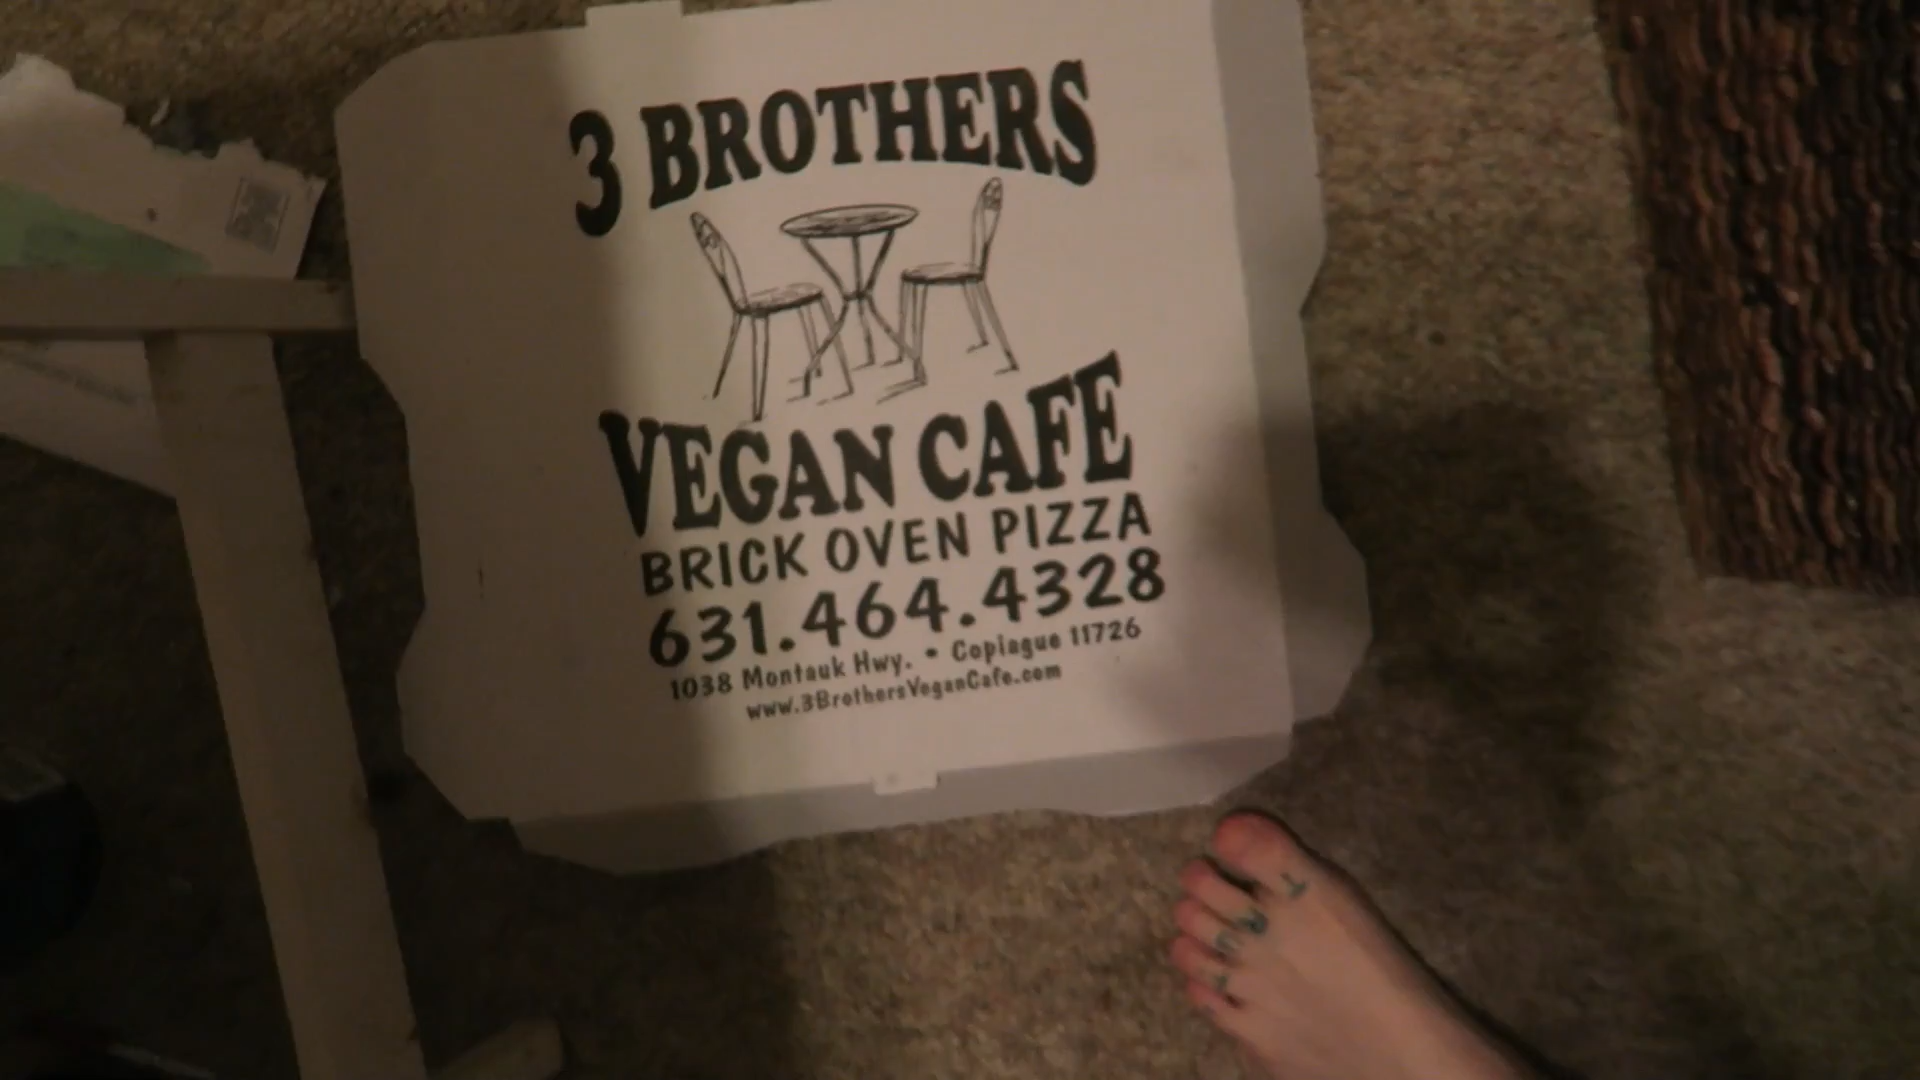 3 BROTHERS
VEGAN CAFE
BRICK OVEN PIZZA
631.464.4328
1038 Montauk Hwy. • Copiague 11726
www.3BrothersVeganCafe.com